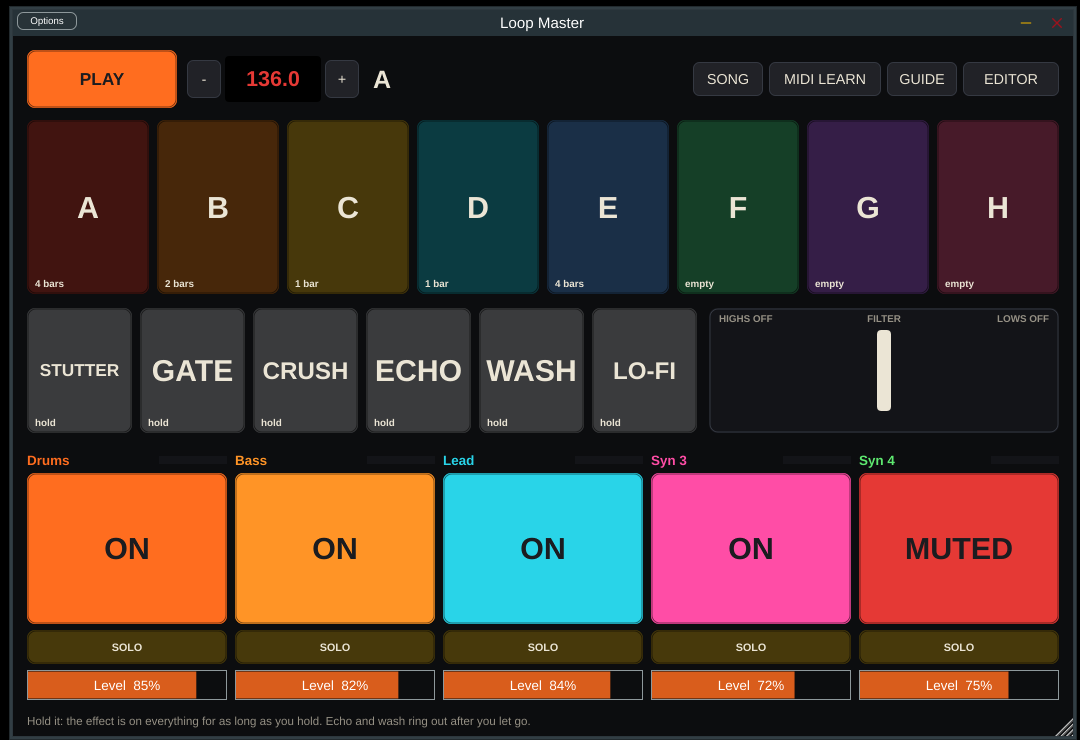 Options
Loop Master
PLAY
-
136.0
+
A
SONG
MIDI LEARN
GUIDE
EDITOR
A
B
C
D
E
F
G
H
4 bars
2 bars
1 bar
1 bar
4 bars
empty
empty
empty
HIGHS OFF
FILTER
LOWS OFF
STUTTER
GATE
CRUSH
ECHO
WASH
LO-FI
hold
hold
hold
hold
hold
hold
Drums
Bass
Lead
Syn 3
Syn 4
ON
ON
ON
ON
MUTED
SOLO
SOLO
SOLO
SOLO
SOLO
Level 85%
Level 82%
Level 84%
Level 72%
Level 75%
Hold it: the effect is on everything for as long as you hold. Echo and wash ring out after you let go.